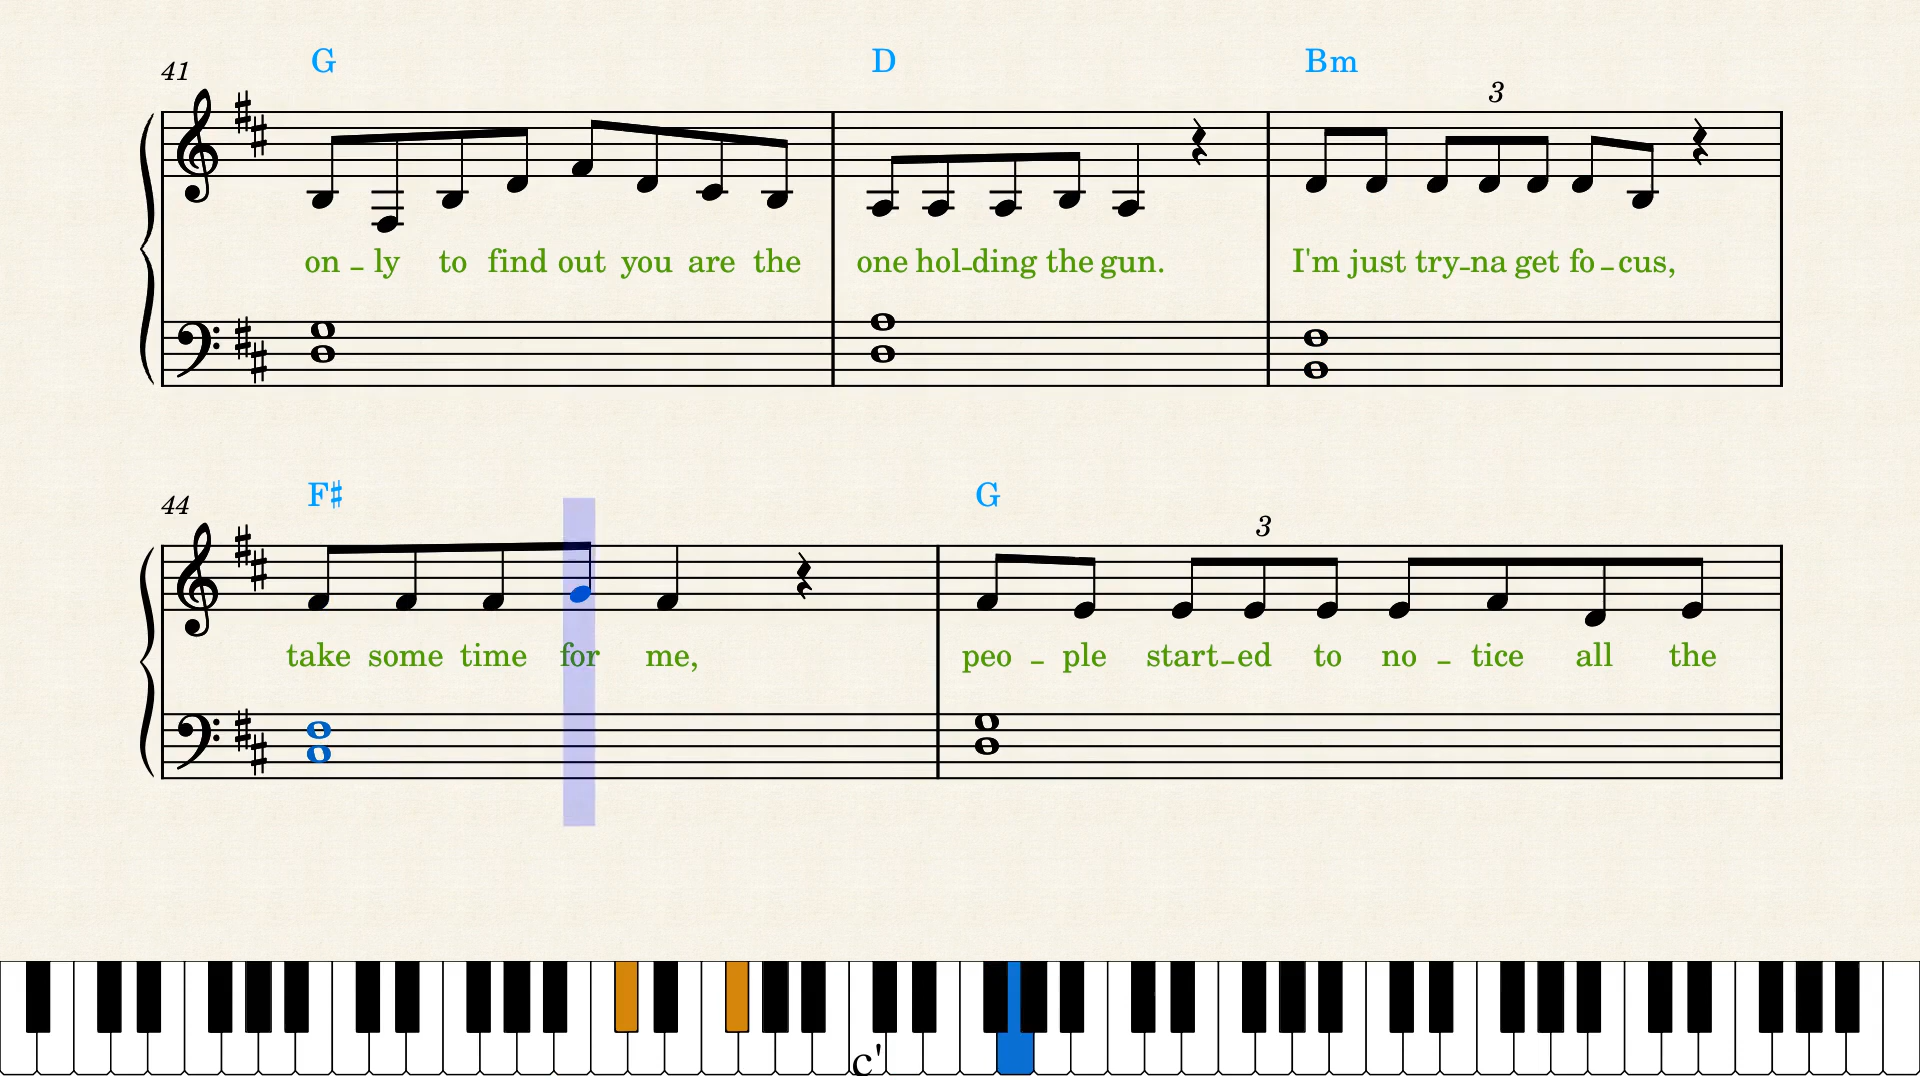 41 G D Bm
3
on – ly to find out you are the one hol–ding the gun. I'm just try–na get fo–cus,
44 F♯ G
3
take some time for me, peo – ple start–ed to no – tice all the
c'